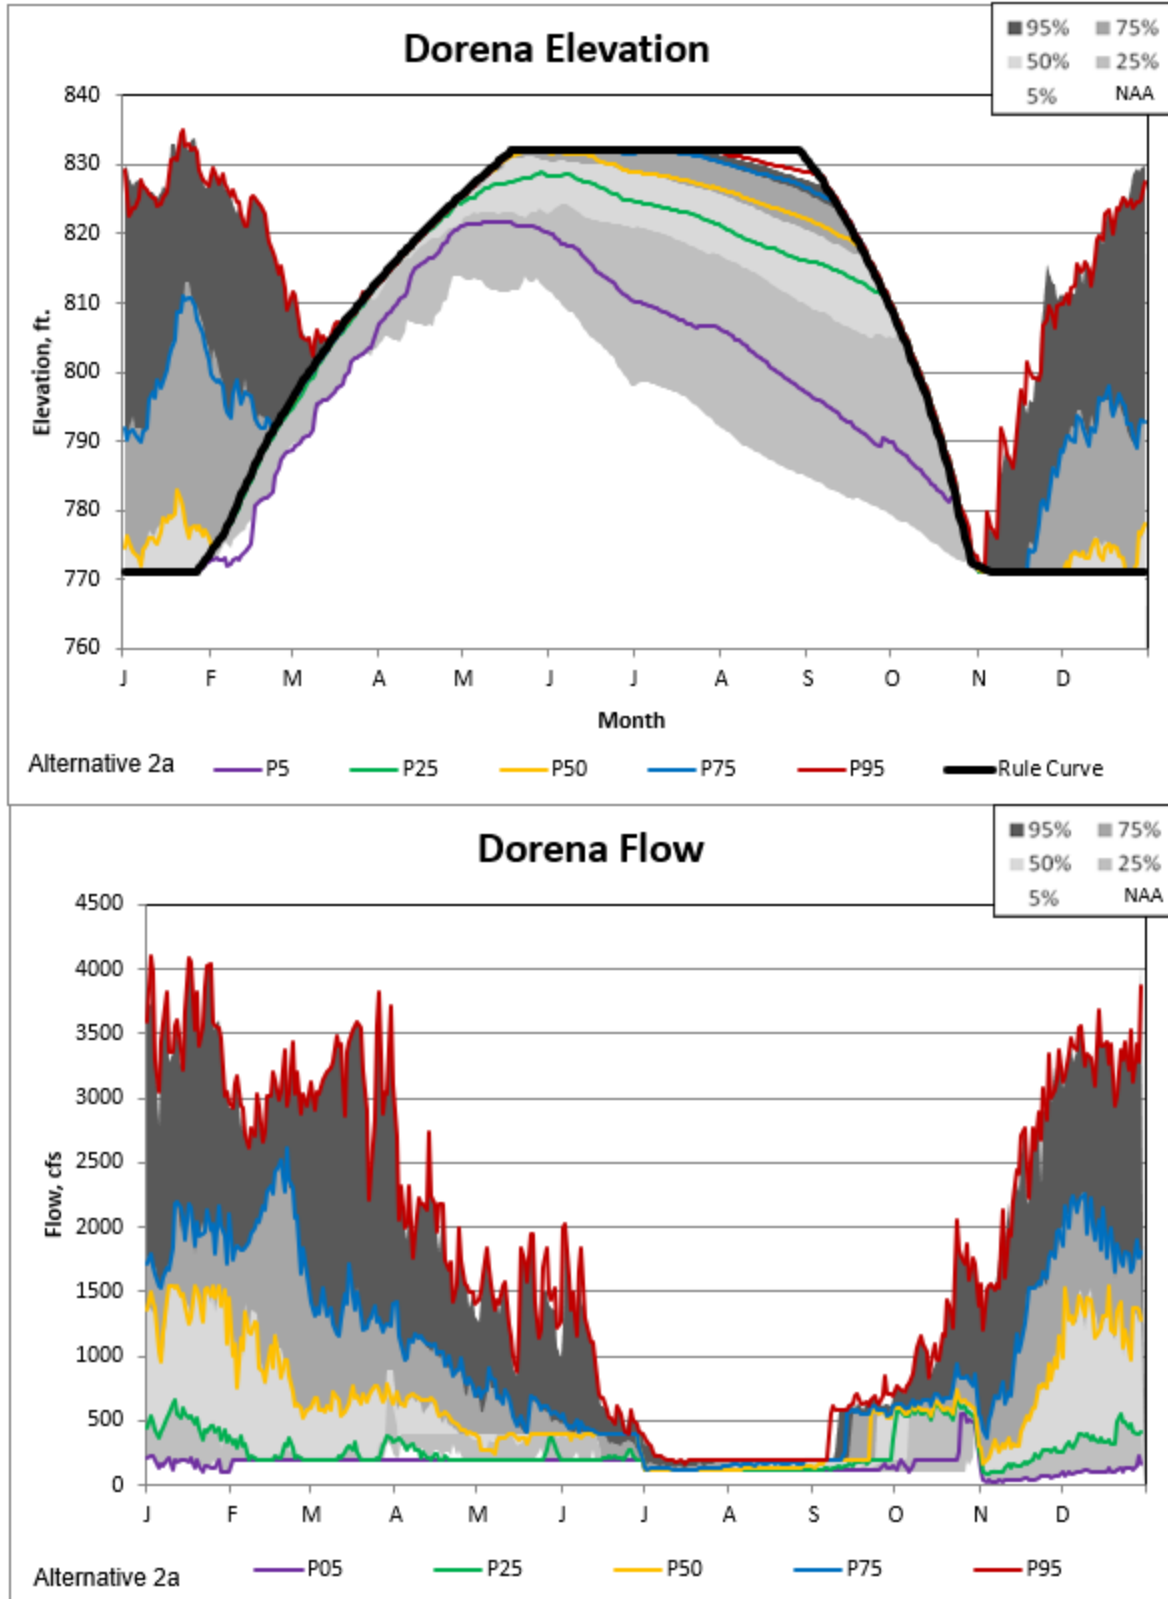 Dorena Elevation
95% 75%
50% 25%
5% NAA
840
830
820
810
800
790
780
770
760
Elevation, ft.
J F M A M J J A S O N D
Month
Alternative 2a P5 P25 P50 P75 P95 Rule Curve
Dorena Flow
95% 75%
50% 25%
5% NAA
4500
4000
3500
3000
2500
2000
1500
1000
500
0
Flow, cfs
J F M A M J J A S O N D
Alternative 2a P05 P25 P50 P75 P95